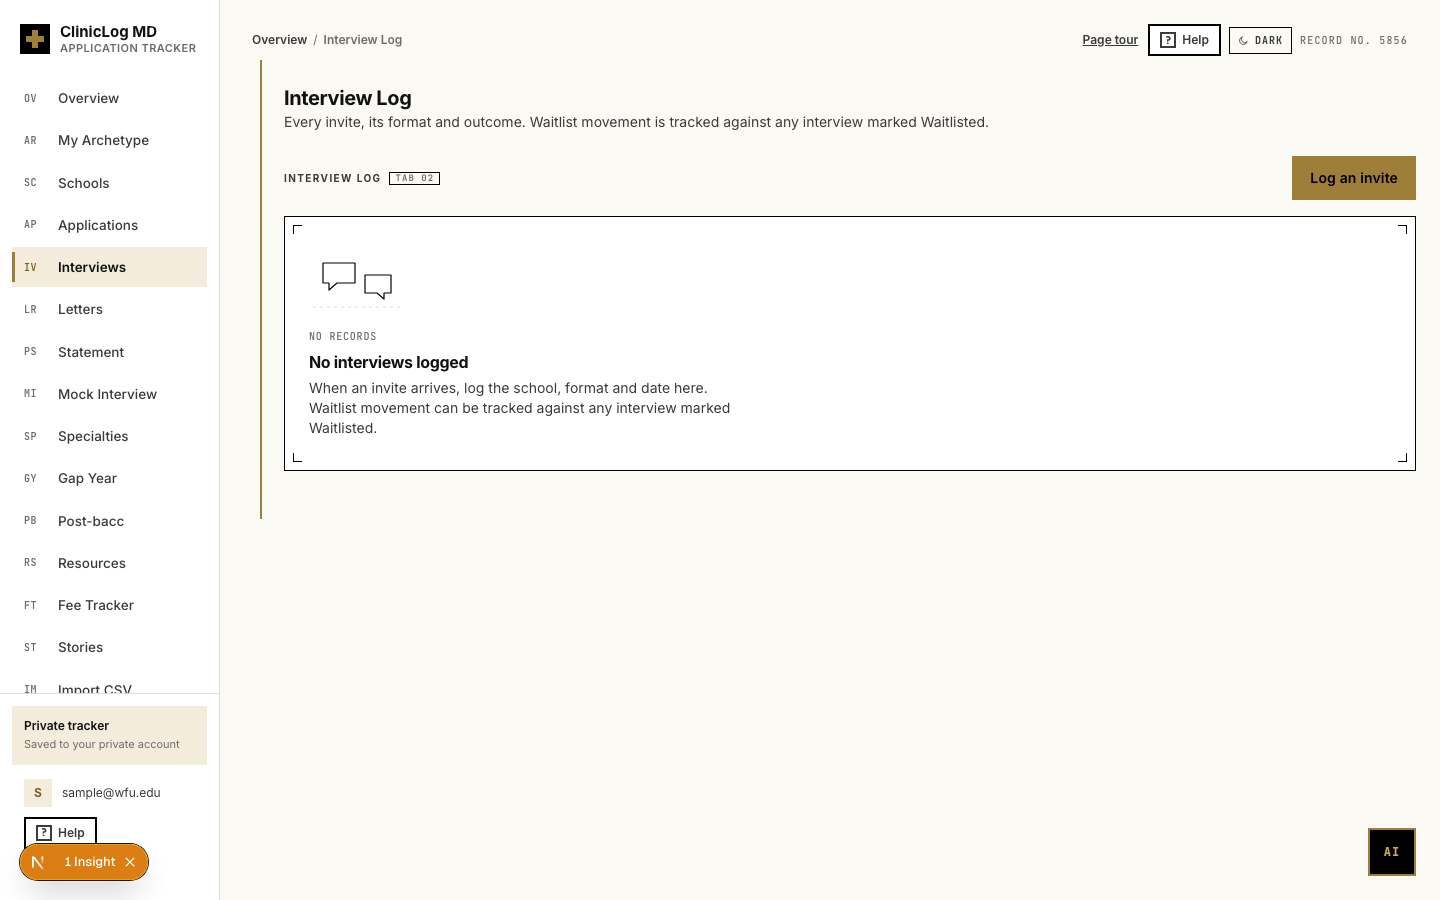 ClinicLog MD
APPLICATION TRACKER
OV Overview
AR My Archetype
SC Schools
AP Applications
IV Interviews
LR Letters
PS Statement
MI Mock Interview
SP Specialties
GY Gap Year
PB Post-bacc
RS Resources
FT Fee Tracker
ST Stories
IM Import CSV
Private tracker
Saved to your private account
S sample@wfu.edu
? Help
N 1 Insight
Overview / Interview Log
Page tour ? Help DARK RECORD NO. 5856
Interview Log
Every invite, its format and outcome. Waitlist movement is tracked against any interview marked Waitlisted.
INTERVIEW LOG TAB 02
Log an invite
NO RECORDS
No interviews logged
When an invite arrives, log the school, format and date here.
Waitlist movement can be tracked against any interview marked
Waitlisted.
AI